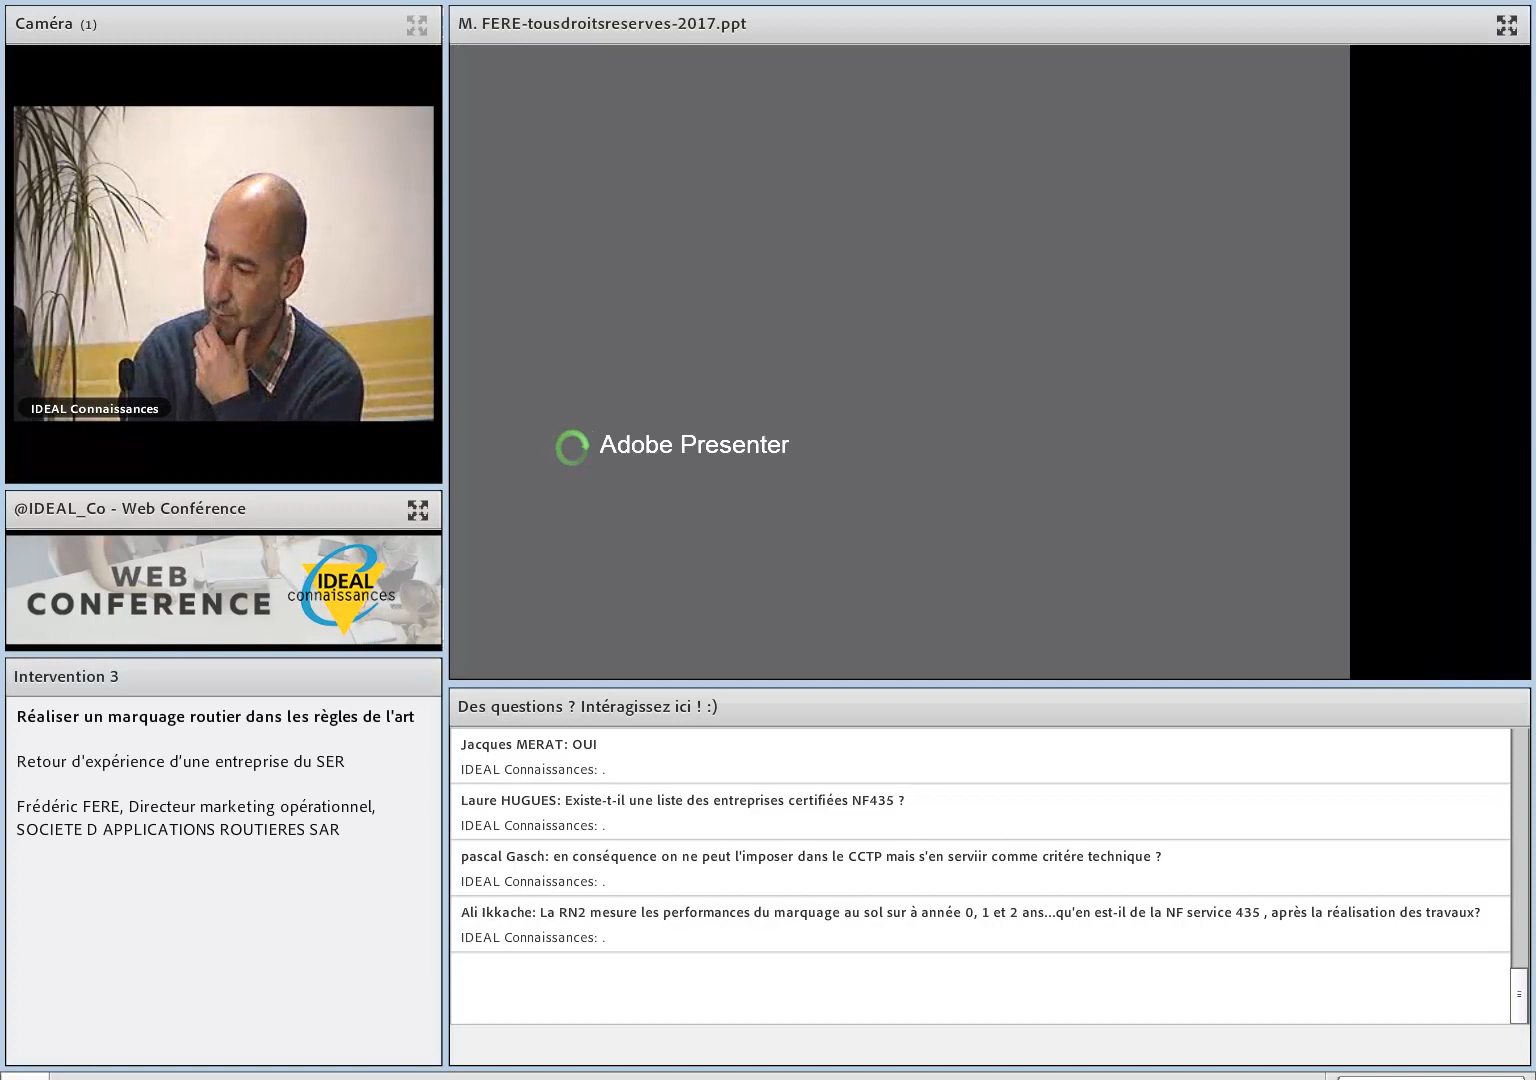 Caméra (1)
IDEAL Connaissances
@IDEAL_Co - Web Conférence
WEB
CONFERENCE
IDEAL
connaissances
Intervention 3
Réaliser un marquage routier dans les règles de l'art
Retour d'expérience d’une entreprise du SER
Frédéric FERE, Directeur marketing opérationnel,
SOCIETE D APPLICATIONS ROUTIERES SAR
M. FERE-tousdroitsreserves-2017.ppt
Adobe Presenter
Des questions ? Intéragissez ici ! :)
Jacques MERAT: OUI
IDEAL Connaissances: .
Laure HUGUES: Existe-t-il une liste des entreprises certifiées NF435 ?
IDEAL Connaissances: .
pascal Gasch: en conséquence on ne peut l'imposer dans le CCTP mais s'en serviir comme critére technique ?
IDEAL Connaissances: .
Ali Ikkache: La RN2 mesure les performances du marquage au sol sur à année 0, 1 et 2 ans...qu'en est-il de la NF service 435 , après la réalisation des travaux?
IDEAL Connaissances: .